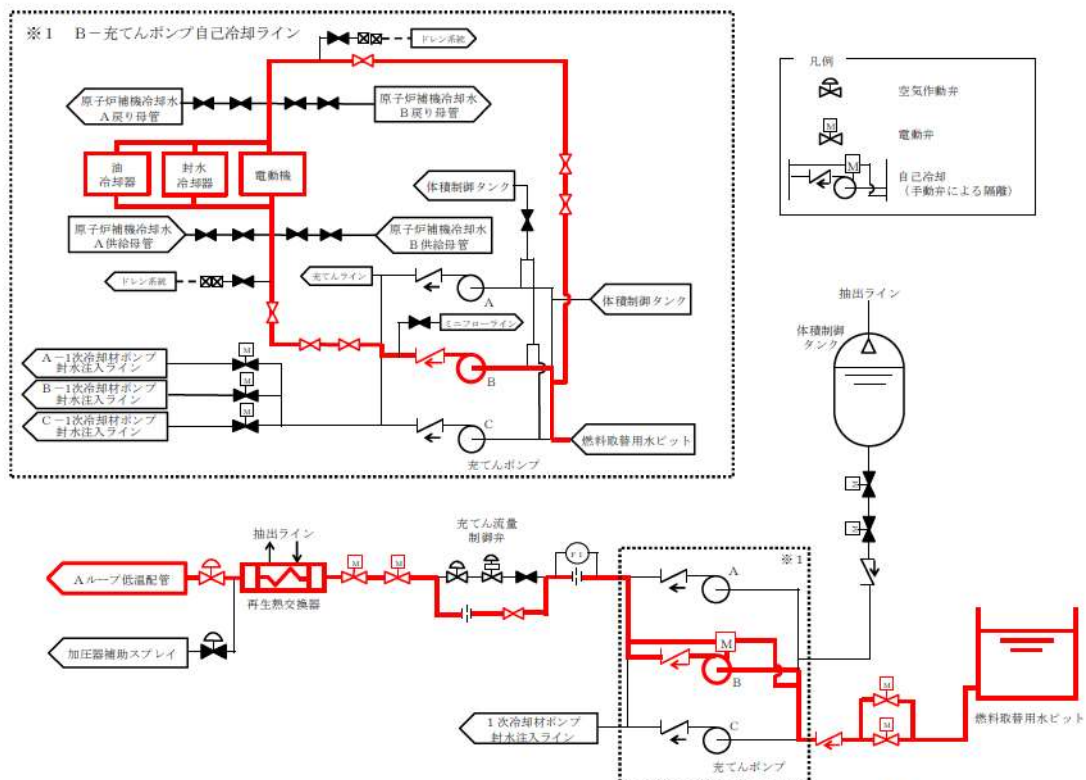 ※1 B-充てんポンプ自己冷却ライン
ドレン系統
原子炉補機冷却水
A戻り母管
原子炉補機冷却水
B戻り母管
油
冷却器
封水
冷却器
電動機
体積制御タンク
原子炉補機冷却水
A供給母管
原子炉補機冷却水
B供給母管
ドレン系統
充てんライン
A
体積制御タンク
ミニフローライン
B
M
A-1次冷却材ポンプ
封水注入ライン
M
B-1次冷却材ポンプ
封水注入ライン
M
C-1次冷却材ポンプ
封水注入ライン
C
充てんポンプ
燃料取替用水ピット
凡例
空気作動弁
M
電動弁
M
自己冷却
(手動弁による隔離)
抽出ライン
体積制御
タンク
M
M
抽出ライン
充てん流量
制御弁
FI
※1
Aループ低温配管
再生熱交換器
M
M
A
M
B
加圧器補助スプレイ
1次冷却材ポンプ
封水注入ライン
C
充てんポンプ
M
M
燃料取替用水ピット